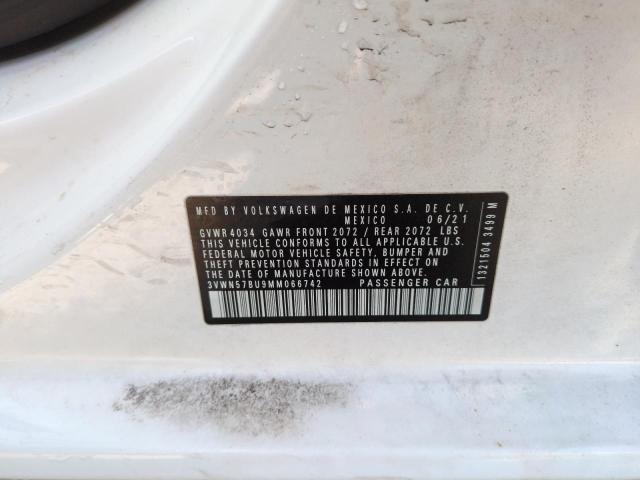 MFD BY VOLKSWAGEN DE MEXICO S.A. DE C.V.
MEXICO 06/21
GVWR 4034 GAWR FRONT 2072 / REAR 2072 LBS
THIS VEHICLE CONFORMS TO ALL APPLICABLE U.S.
FEDERAL MOTOR VEHICLE SAFETY, BUMPER AND
THEFT PREVENTION STANDARDS IN EFFECT ON
THE DATE OF MANUFACTURE SHOWN ABOVE.
3VWN57BU9MM066742 PASSENGER CAR
1321504 3499 M